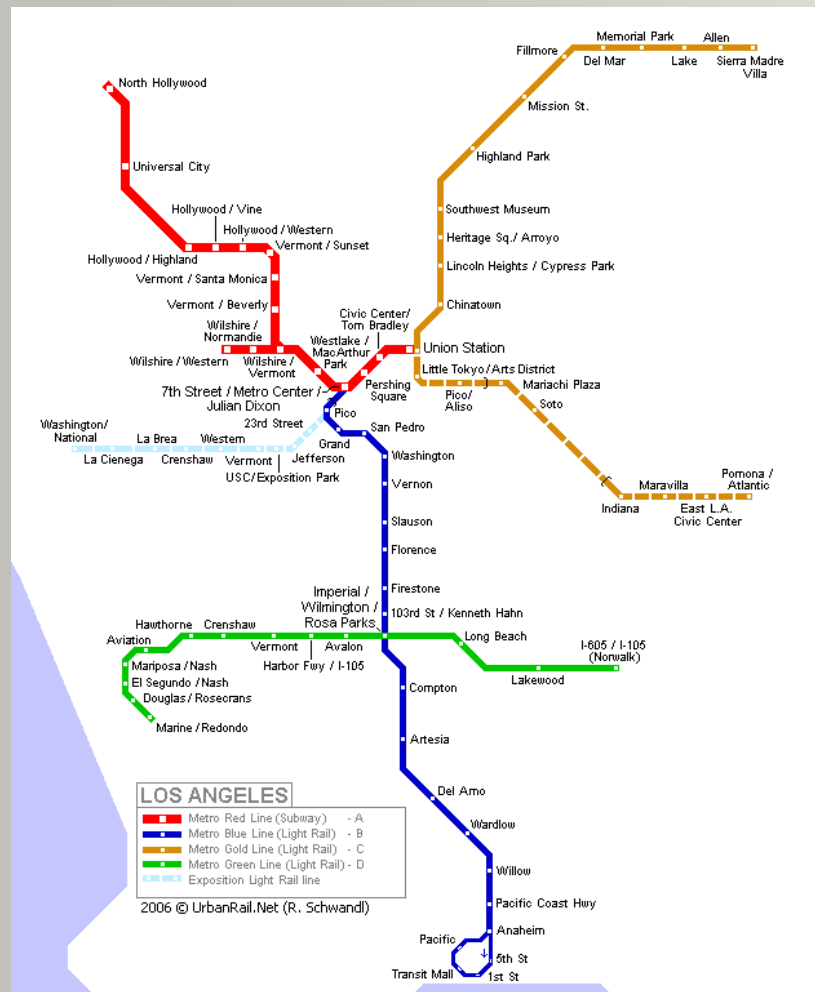 Memorial Park
Allen
Fillmore
Del Mar
Lake
Sierra Madre
Villa
North Hollywood
Mission St.
Highland Park
Universal City
Hollywood / Vine
Southwest Museum
Hollywood / Western
Vermont / Sunset
Heritage Sq./ Arroyo
Hollywood / Highland
Lincoln Heights / Cypress Park
Vermont / Santa Monica
Vermont / Beverly
Chinatown
Civic Center/
Tom Bradley
Wilshire /
Normandie
Westlake /
MacArthur
Park
Union Station
Wilshire / Western
Wilshire /
Vermont
Little Tokyo / Arts District
Pershing
Square
Pico/
Aliso
Mariachi Plaza
7th Street / Metro Center /
Julian Dixon
Soto
Pico
23rd Street
San Pedro
Grand
Washington/
National
La Brea
Western
La Cienega
Crenshaw
Vermont
Jefferson
USC/Exposition Park
Washington
Vernon
Maravilla
Pomona /
Atlantic
Indiana
East L.A.
Civic Center
Slauson
Florence
Firestone
Imperial /
Wilmington /
Rosa Parks
103rd St / Kenneth Hahn
Hawthorne
Crenshaw
Aviation
Vermont
Avalon
Harbor Fwy / I-105
Long Beach
I-605 / I-105
(Norwalk)
Lakewood
Mariposa / Nash
El Segundo / Nash
Douglas / Rosecrans
Marine / Redondo
Compton
Artesia
Del Amo
Wardlow
Willow
Pacific Coast Hwy
Anaheim
Pacific
5th St
Transit Mall
1st St
LOS ANGELES
Metro Red Line (Subway) - A
Metro Blue Line (Light Rail) - B
Metro Gold Line (Light Rail) - C
Metro Green Line (Light Rail) - D
Exposition Light Rail line
2006 © UrbanRail.Net (R. Schwandl)